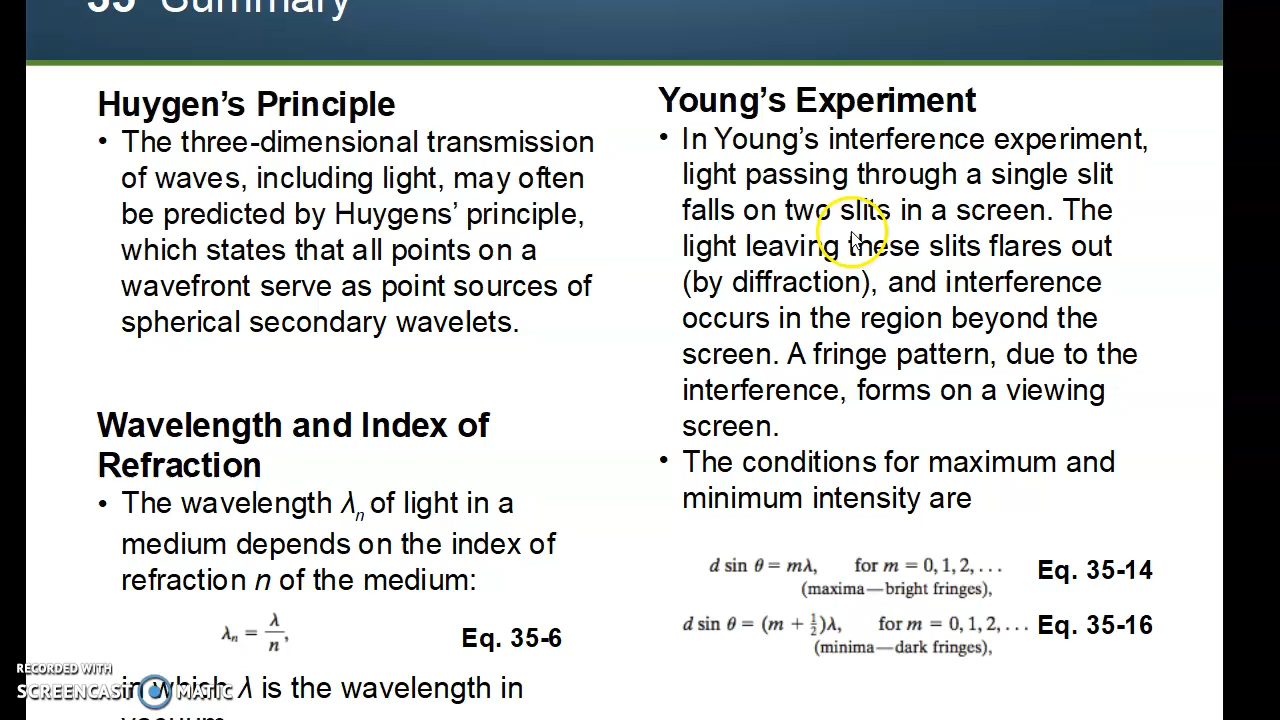 35 Summary
Huygen’s Principle
• The three-dimensional transmission
of waves, including light, may often
be predicted by Huygens’ principle,
which states that all points on a
wavefront serve as point sources of
spherical secondary wavelets.
Wavelength and Index of
Refraction
• The wavelength λn of light in a
medium depends on the index of
refraction n of the medium:
λn = λ/n, Eq. 35-6
in which λ is the wavelength in
vacuum
Young’s Experiment
• In Young’s interference experiment,
light passing through a single slit
falls on two slits in a screen. The
light leaving these slits flares out
(by diffraction), and interference
occurs in the region beyond the
screen. A fringe pattern, due to the
interference, forms on a viewing
screen.
• The conditions for maximum and
minimum intensity are
d sin θ = mλ, for m = 0, 1, 2, . . . Eq. 35-14
(maxima—bright fringes),
d sin θ = (m + ½)λ, for m = 0, 1, 2, . . . Eq. 35-16
(minima—dark fringes),
RECORDED WITH
SCREENCAST MATIC